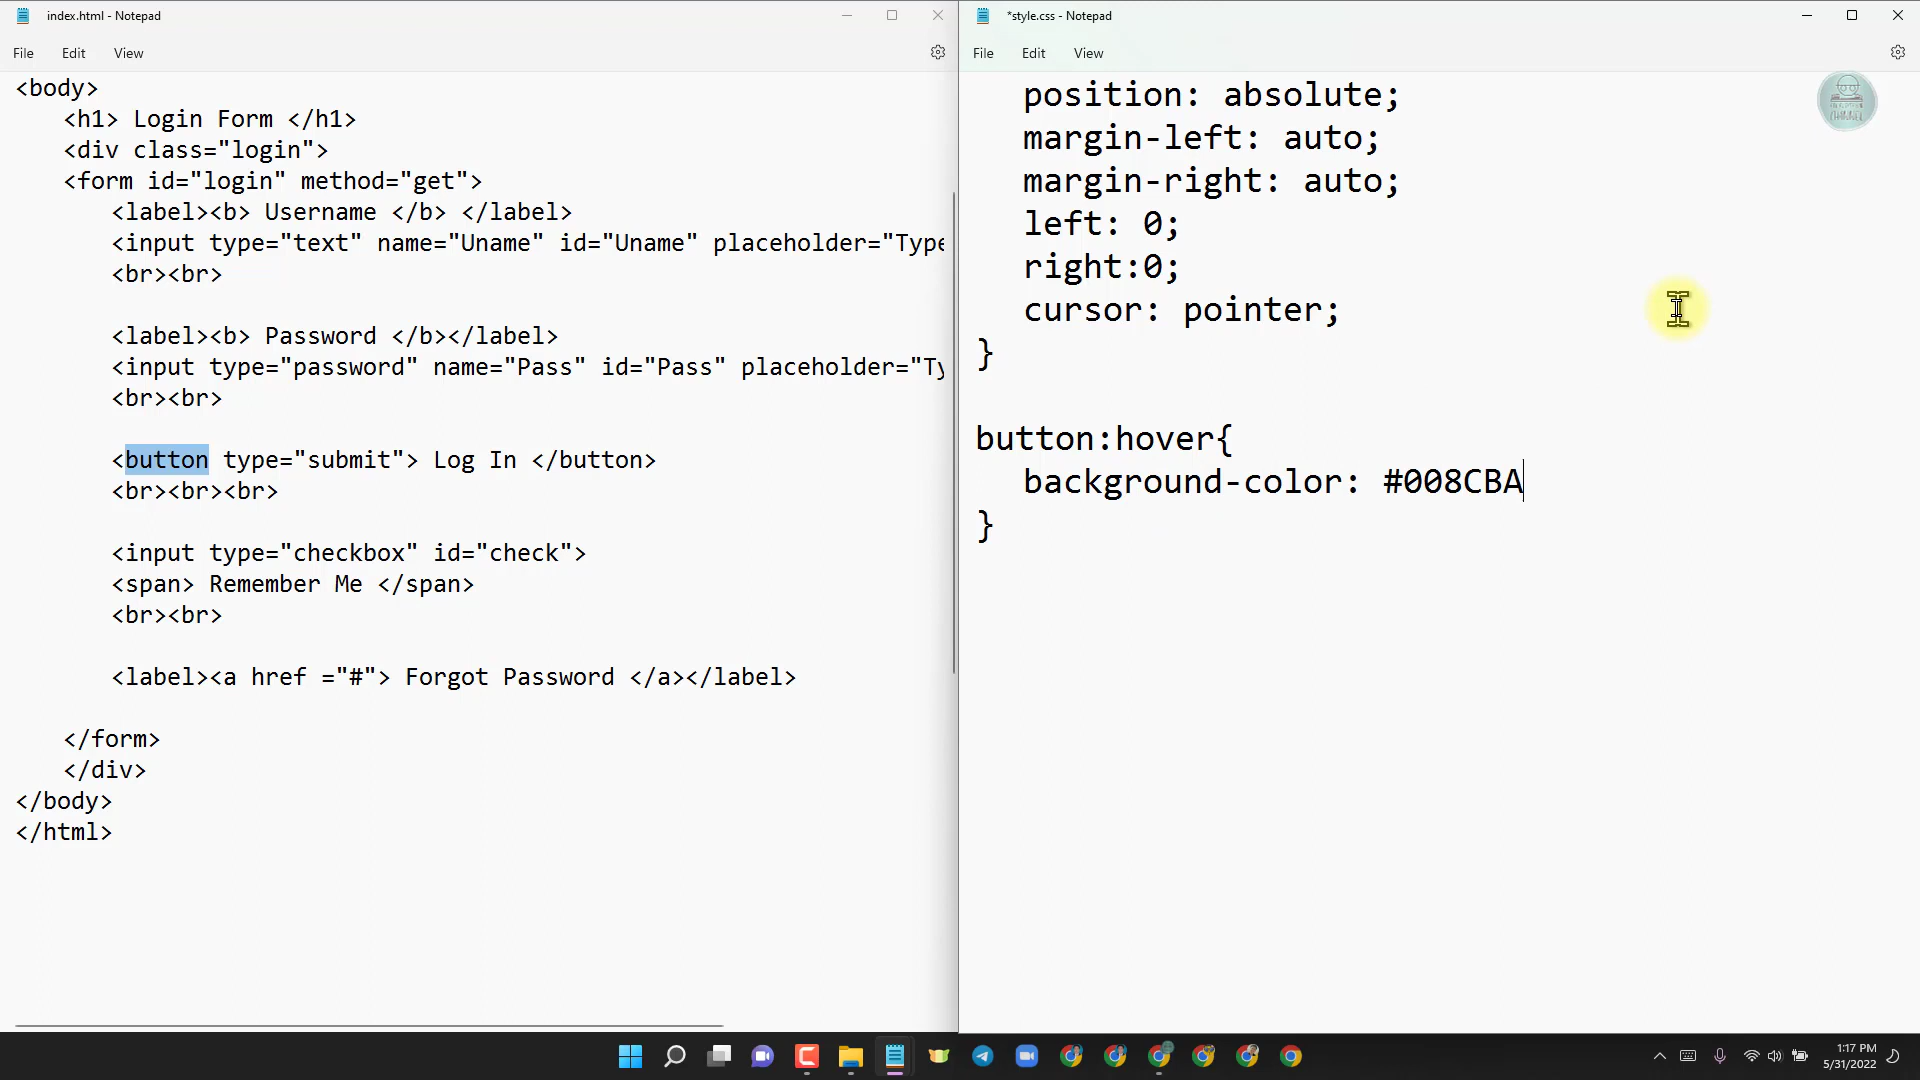 index.html - Notepad
File Edit View
<body>
<h1> Login Form </h1>
<div class="login">
<form id="login" method="get">
<label><b> Username </b> </label>
<input type="text" name="Uname" id="Uname" placeholder="Type
<br><br>
<label><b> Password </b></label>
<input type="password" name="Pass" id="Pass" placeholder="Ty
<br><br>
<button type="submit"> Log In </button>
<br><br><br>
<input type="checkbox" id="check">
<span> Remember Me </span>
<br><br>
<label><a href ="#"> Forgot Password </a></label>
</form>
</div>
</body>
</html>
*style.css - Notepad
File Edit View
position: absolute;
margin-left: auto;
margin-right: auto;
left: 0;
right:0;
cursor: pointer;
}
button:hover{
background-color: #008CBA
}
1:17 PM
5/31/2022